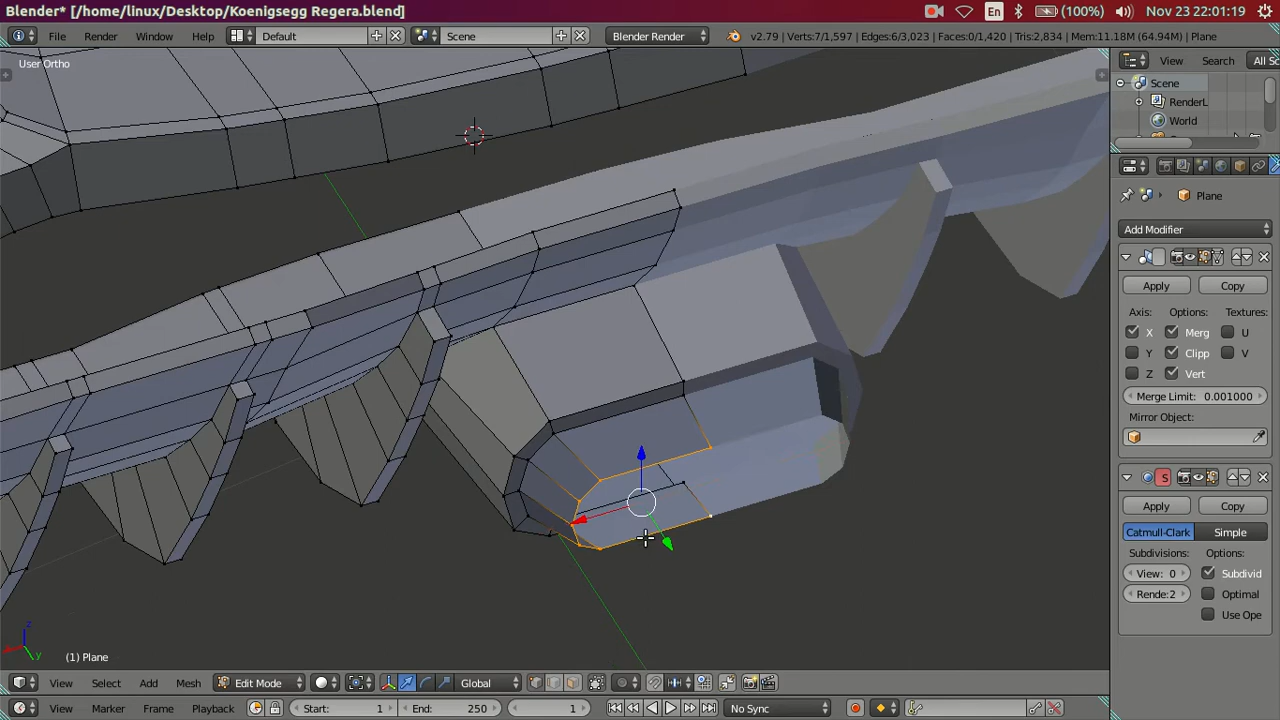 Blender* [/home/linux/Desktop/Koenigsegg Regera.blend]
En (100%) Nov 23 22:01:19
File Render Window Help Default Scene Blender Render v2.79 | Verts:7/1,597 | Edges:6/3,023 | Faces:0/1,420 | Tris:2,834 | Mem:11.18M (64.94M) | Plane
User Ortho
View Search All Sc
Scene
RenderL
World
Plane
Add Modifier
Apply Copy
Axis: Options: Textures:
X Merg U
Y Clipp V
Z Vert
Merge Limit: 0.001000
Mirror Object:
S
Apply Copy
Catmull-Clark Simple
Subdivisions: Options:
View: 0 Subdivid
Rende:2 Optimal
Use Ope
z
y
(1) Plane
View Select Add Mesh Edit Mode Global
View Marker Frame Playback Start: 1 End: 250 1 No Sync